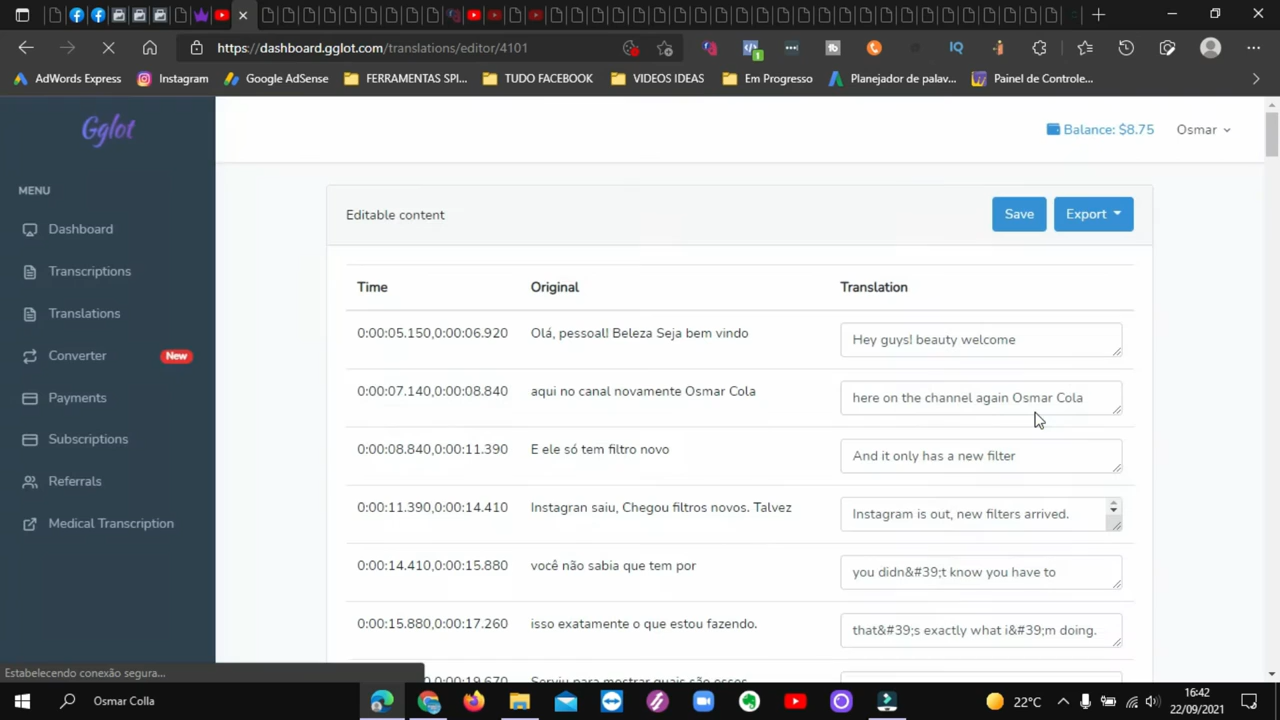 https://dashboard.gglot.com/translations/editor/4101
AdWords Express
Instagram
Google AdSense
FERRAMENTAS SPI...
TUDO FACEBOOK
VIDEOS IDEAS
Em Progresso
Planejador de palav...
Painel de Controle...
Gglot
Balance: $8.75
Osmar
MENU
Dashboard
Transcriptions
Translations
Converter
New
Payments
Subscriptions
Referrals
Medical Transcription
Editable content
Save
Export
Time
Original
Translation
0:00:05.150,0:00:06.920
Olá, pessoal! Beleza Seja bem vindo
Hey guys! beauty welcome
0:00:07.140,0:00:08.840
aqui no canal novamente Osmar Cola
here on the channel again Osmar Cola
0:00:08.840,0:00:11.390
E ele só tem filtro novo
And it only has a new filter
0:00:11.390,0:00:14.410
Instagran saiu, Chegou filtros novos. Talvez
Instagram is out, new filters arrived.
0:00:14.410,0:00:15.880
você não sabia que tem por
you didn&#39;t know you have to
0:00:15.880,0:00:17.260
isso exatamente o que estou fazendo.
that&#39;s exactly what i&#39;m doing.
Serviu para mostrar quais são esses
Estabelecendo conexão segura...
Osmar Colla
22°C
16:42
22/09/2021